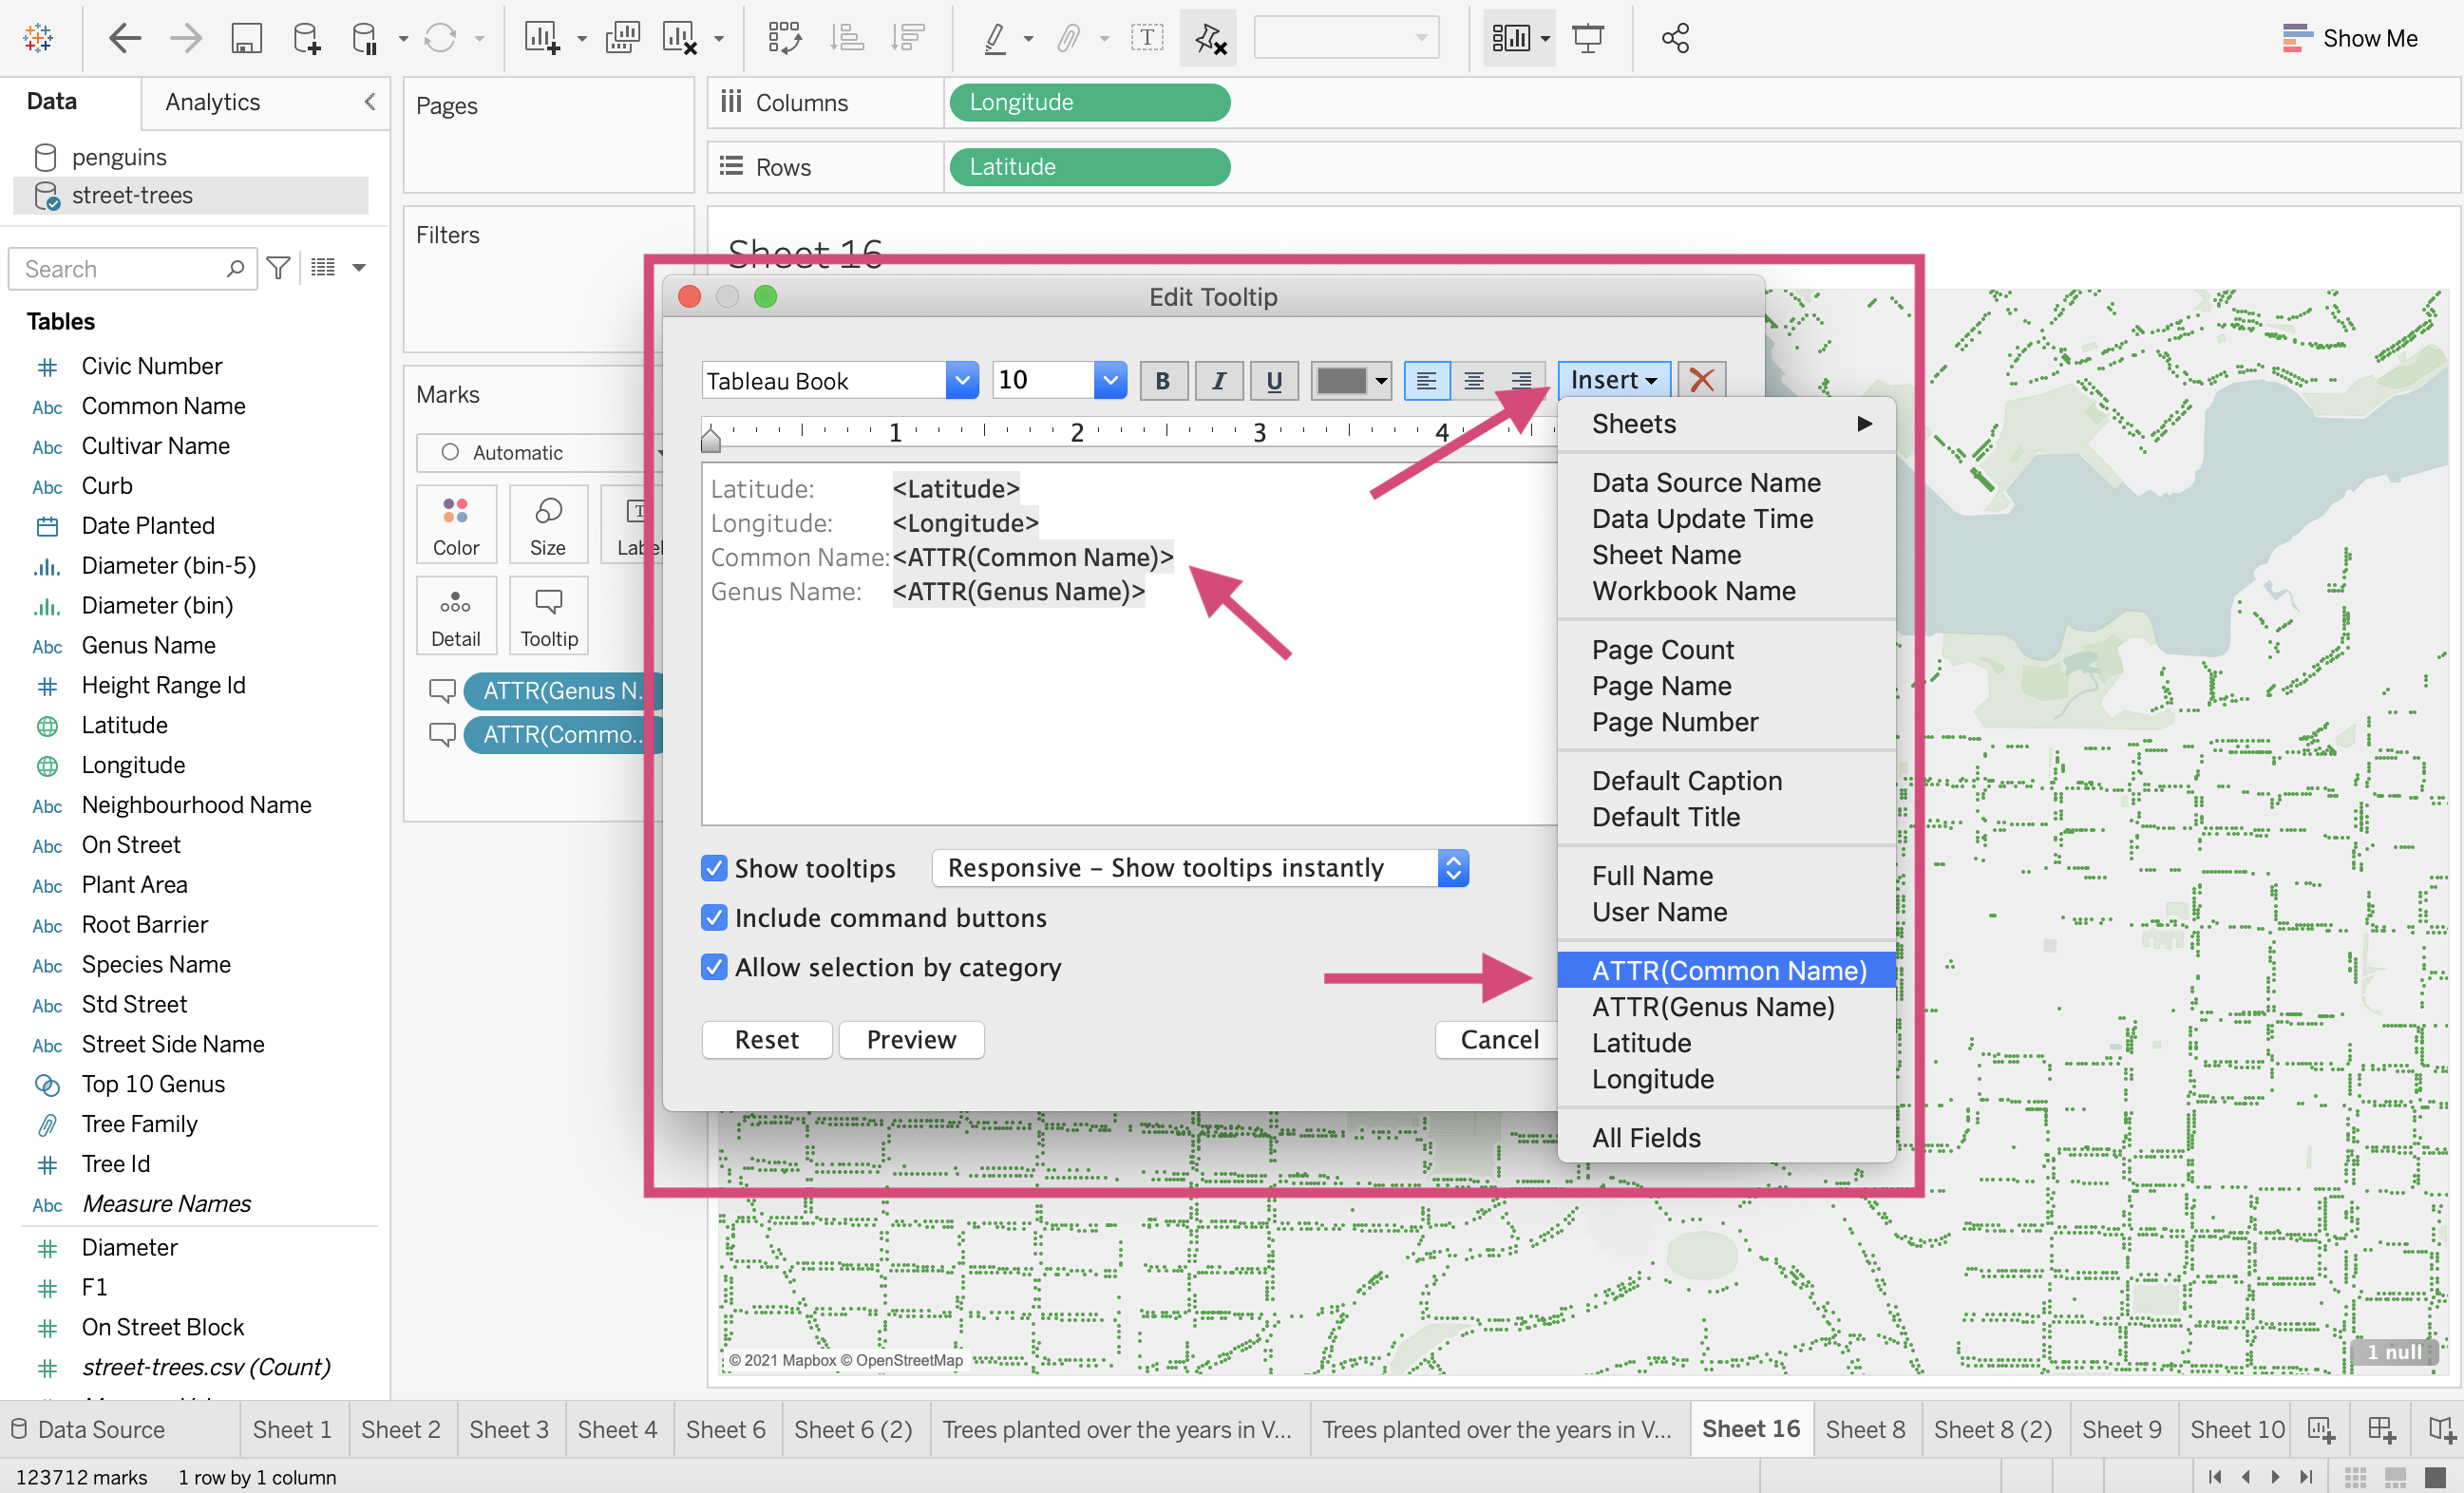 Show Me
Data
Analytics
penguins
street-trees
Search
Tables
Civic Number
Abc Common Name
Abc Cultivar Name
Abc Curb
Date Planted
Diameter (bin-5)
Diameter (bin)
Abc Genus Name
Height Range Id
Latitude
Longitude
Abc Neighbourhood Name
Abc On Street
Abc Plant Area
Abc Root Barrier
Abc Species Name
Abc Std Street
Abc Street Side Name
Top 10 Genus
Tree Family
Tree Id
Abc Measure Names
Diameter
F1
On Street Block
street-trees.csv (Count)
Pages
Filters
Marks
Automatic
Color
Size
Label
Detail
Tooltip
ATTR(Genus N..
ATTR(Commo..
Columns
Longitude
Rows
Latitude
Sheet 16
Edit Tooltip
Tableau Book
10
B I U
Insert
1 2 3 4
Latitude: <Latitude>
Longitude: <Longitude>
Common Name: <ATTR(Common Name)>
Genus Name: <ATTR(Genus Name)>
Show tooltips
Responsive – Show tooltips instantly
Include command buttons
Allow selection by category
Reset
Preview
Cancel
Sheets
Data Source Name
Data Update Time
Sheet Name
Workbook Name
Page Count
Page Name
Page Number
Default Caption
Default Title
Full Name
User Name
ATTR(Common Name)
ATTR(Genus Name)
Latitude
Longitude
All Fields
© 2021 Mapbox © OpenStreetMap
1 null
Data Source
Sheet 1
Sheet 2
Sheet 3
Sheet 4
Sheet 6
Sheet 6 (2)
Trees planted over the years in V...
Trees planted over the years in V...
Sheet 16
Sheet 8
Sheet 8 (2)
Sheet 9
Sheet 10
123712 marks
1 row by 1 column